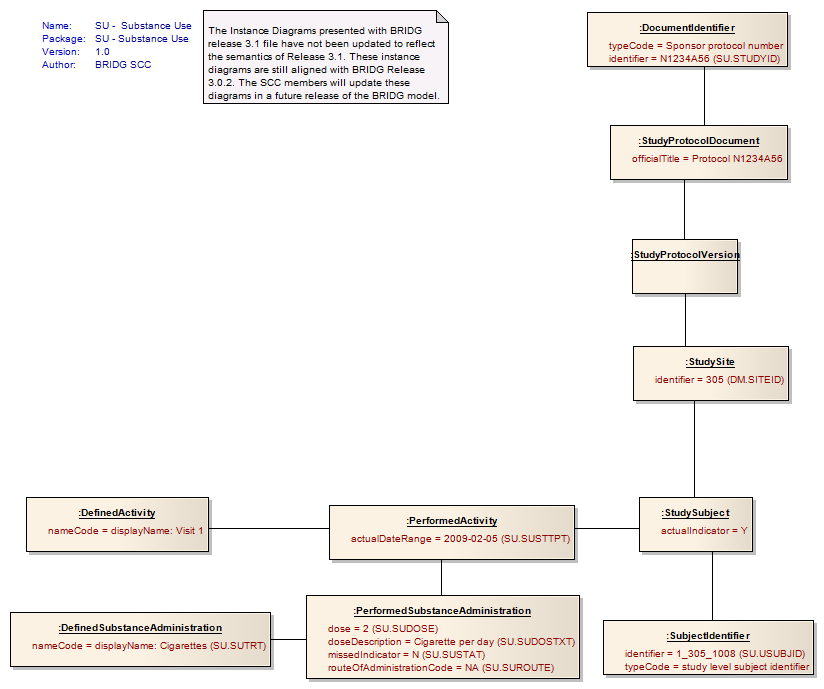 Name: SU - Substance Use
Package: SU - Substance Use
Version: 1.0
Author: BRIDG SCC
The Instance Diagrams presented with BRIDG
release 3.1 file have not been updated to reflect
the semantics of Release 3.1. These instance
diagrams are still aligned with BRIDG Release
3.0.2. The SCC members will update these
diagrams in a future release of the BRIDG model.
:DocumentIdentifier
typeCode = Sponsor protocol number
identifier = N1234A56 (SU.STUDYID)
:StudyProtocolDocument
officialTitle = Protocol N1234A56
:StudyProtocolVersion
:StudySite
identifier = 305 (DM.SITEID)
:DefinedActivity
nameCode = displayName: Visit 1
:PerformedActivity
actualDateRange = 2009-02-05 (SU.SUSTTPT)
:StudySubject
actualIndicator = Y
:DefinedSubstanceAdministration
nameCode = displayName: Cigarettes (SU.SUTRT)
:PerformedSubstanceAdministration
dose = 2 (SU.SUDOSE)
doseDescription = Cigarette per day (SU.SUDOSTXT)
missedIndicator = N (SU.SUSTAT)
routeOfAdministrationCode = NA (SU.SUROUTE)
:SubjectIdentifier
identifier = 1_305_1008 (SU.USUBJID)
typeCode = study level subject identifier